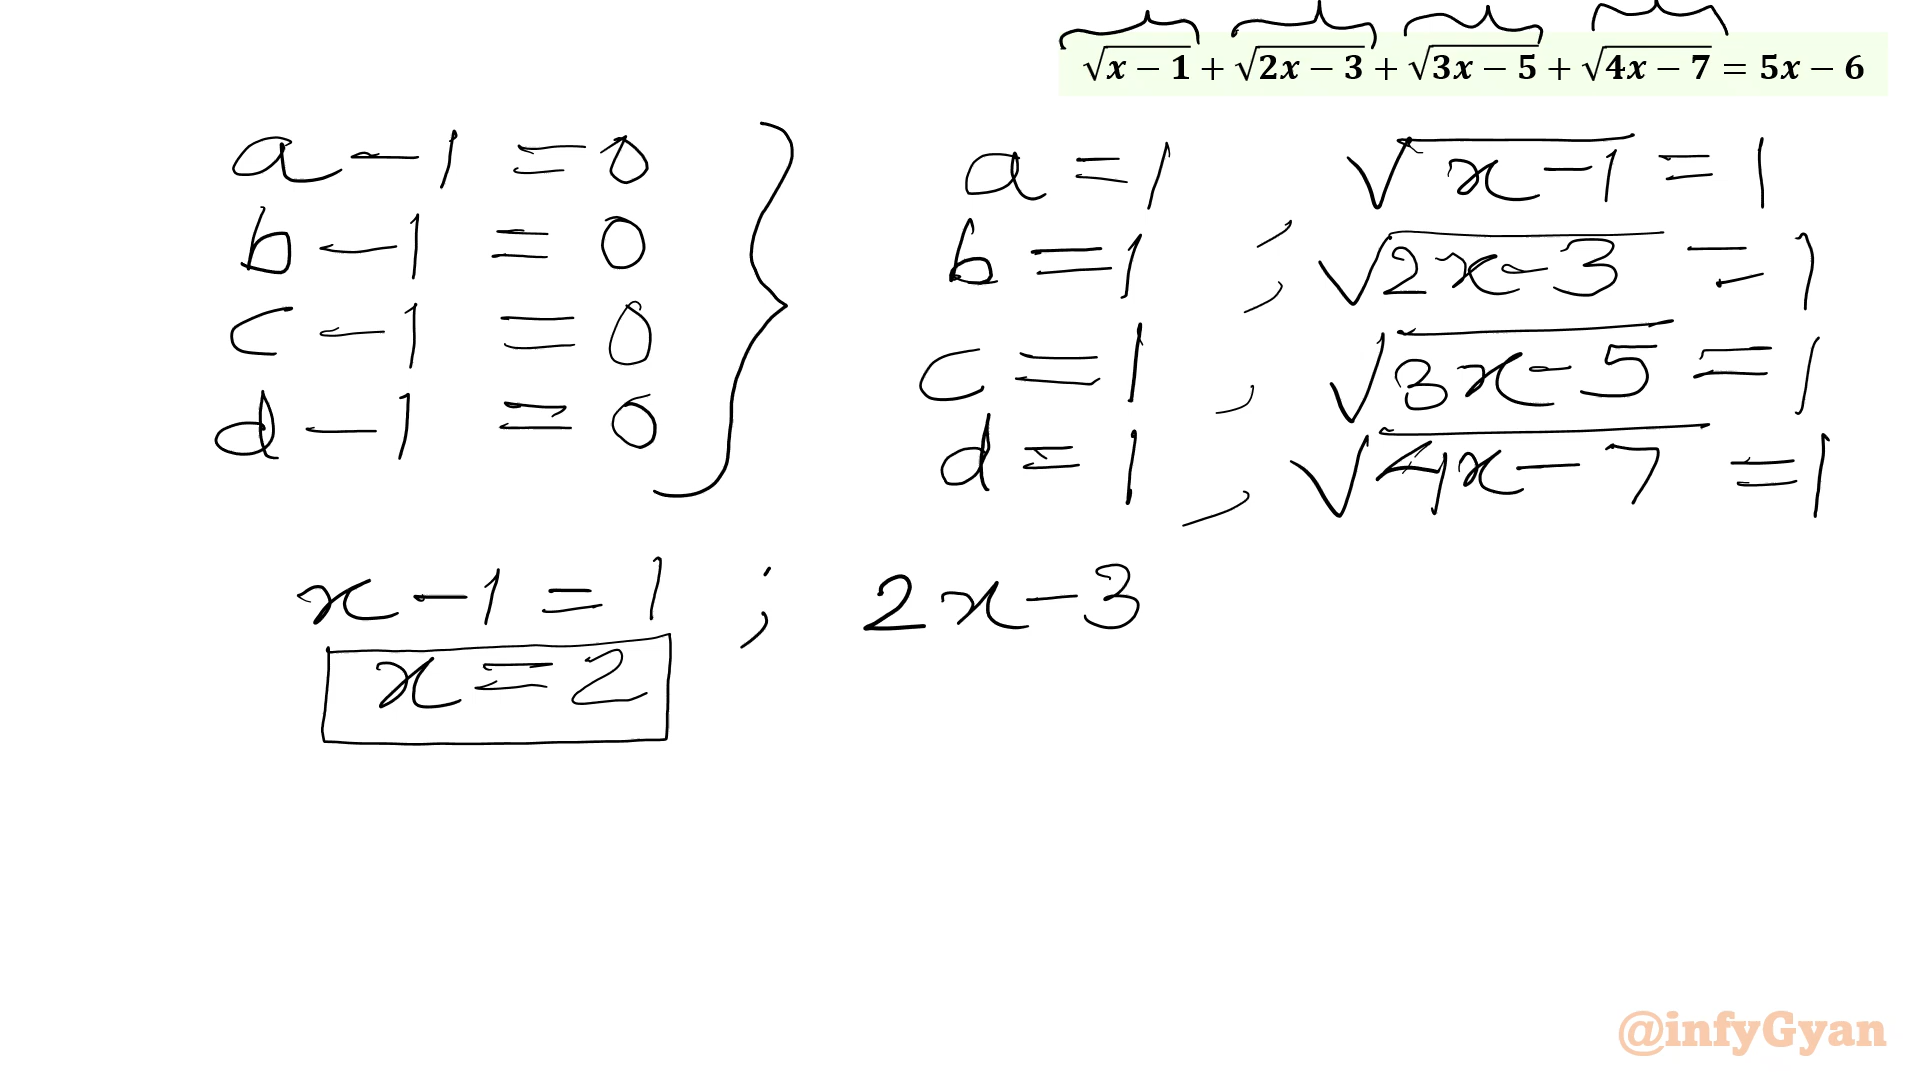 √(x − 1) + √(2x − 3) + √(3x − 5) + √(4x − 7) = 5x − 6
a − 1 = 0
b − 1 = 0
c − 1 = 0
d − 1 = 0
a = 1 , √(x − 1) = 1
b = 1 , √(2x − 3) = 1
c = 1 , √(3x − 5) = 1
d = 1 , √(4x − 7) = 1
x − 1 = 1 ; 2x − 3
x = 2
@infyGyan